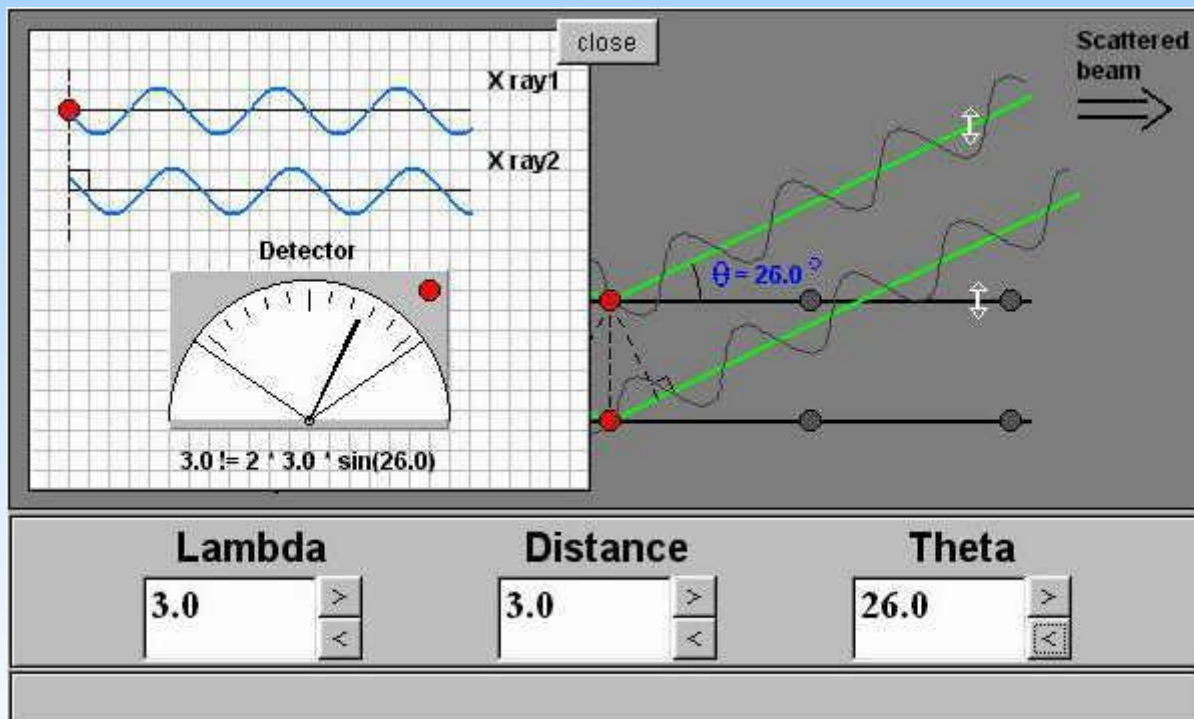 close
Scattered
beam
X ray1
X ray2
Detector
θ = 26.0 °
3.0 != 2 * 3.0 * sin(26.0)
Lambda
Distance
Theta
3.0
>
<
3.0
>
<
26.0
>
<